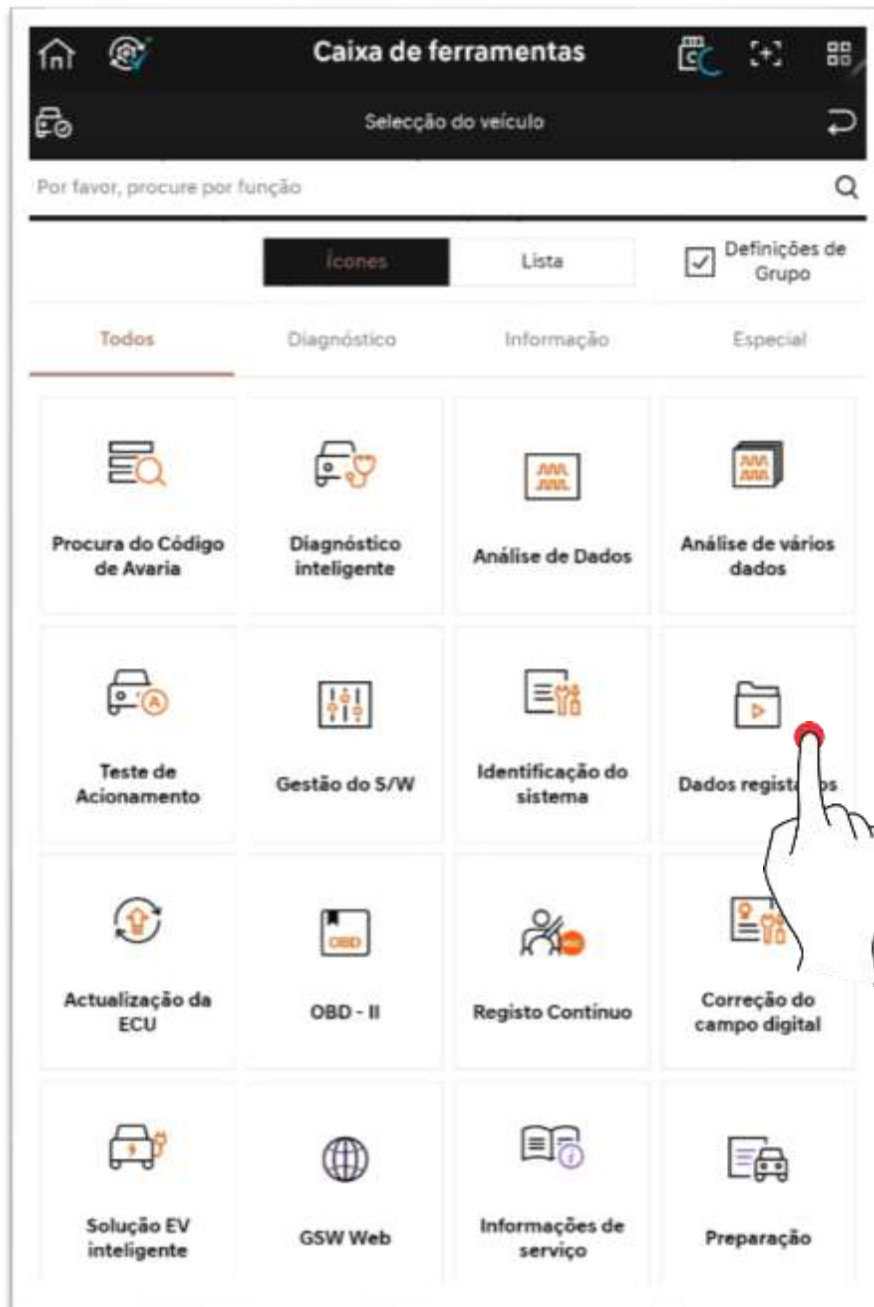 Caixa de ferramentas
Selecção do veículo
Por favor, procure por função
Ícones
Lista
Definições de
Grupo
Todos
Diagnóstico
Informação
Especial
Procura do Código
de Avaria
Diagnóstico
inteligente
Análise de Dados
Análise de vários
dados
Teste de
Acionamento
Gestão do S/W
Identificação do
sistema
Dados regist os
Actualização da
ECU
OBD
OBD - II
Registo Contínuo
Correção do
campo digital
Solução EV
inteligente
GSW Web
Informações de
serviço
Preparação